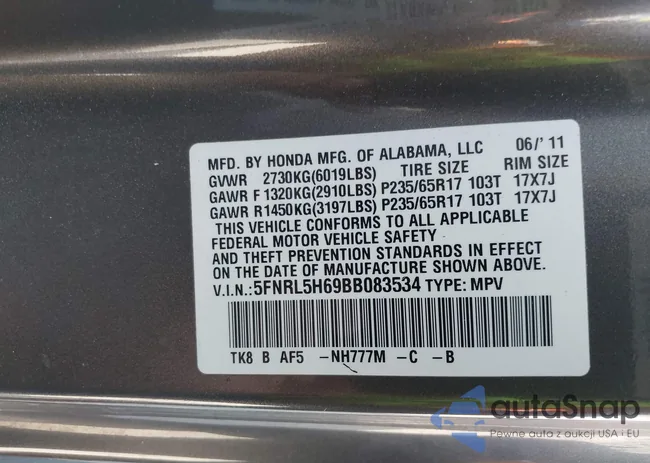 MFD. BY HONDA MFG. OF ALABAMA, LLC 06/'11
GVWR 2730KG(6019LBS) TIRE SIZE RIM SIZE
GAWR F 1320KG(2910LBS) P235/65R17 103T 17X7J
GAWR R1450KG(3197LBS) P235/65R17 103T 17X7J
THIS VEHICLE CONFORMS TO ALL APPLICABLE
FEDERAL MOTOR VEHICLE SAFETY
AND THEFT PREVENTION STANDARDS IN EFFECT
ON THE DATE OF MANUFACTURE SHOWN ABOVE.
V.I.N.:5FNRL5H69BB083534 TYPE: MPV
TK8 B AF5 -NH777M -C -B
autoSnap
Pewne auta z aukcji USA i EU